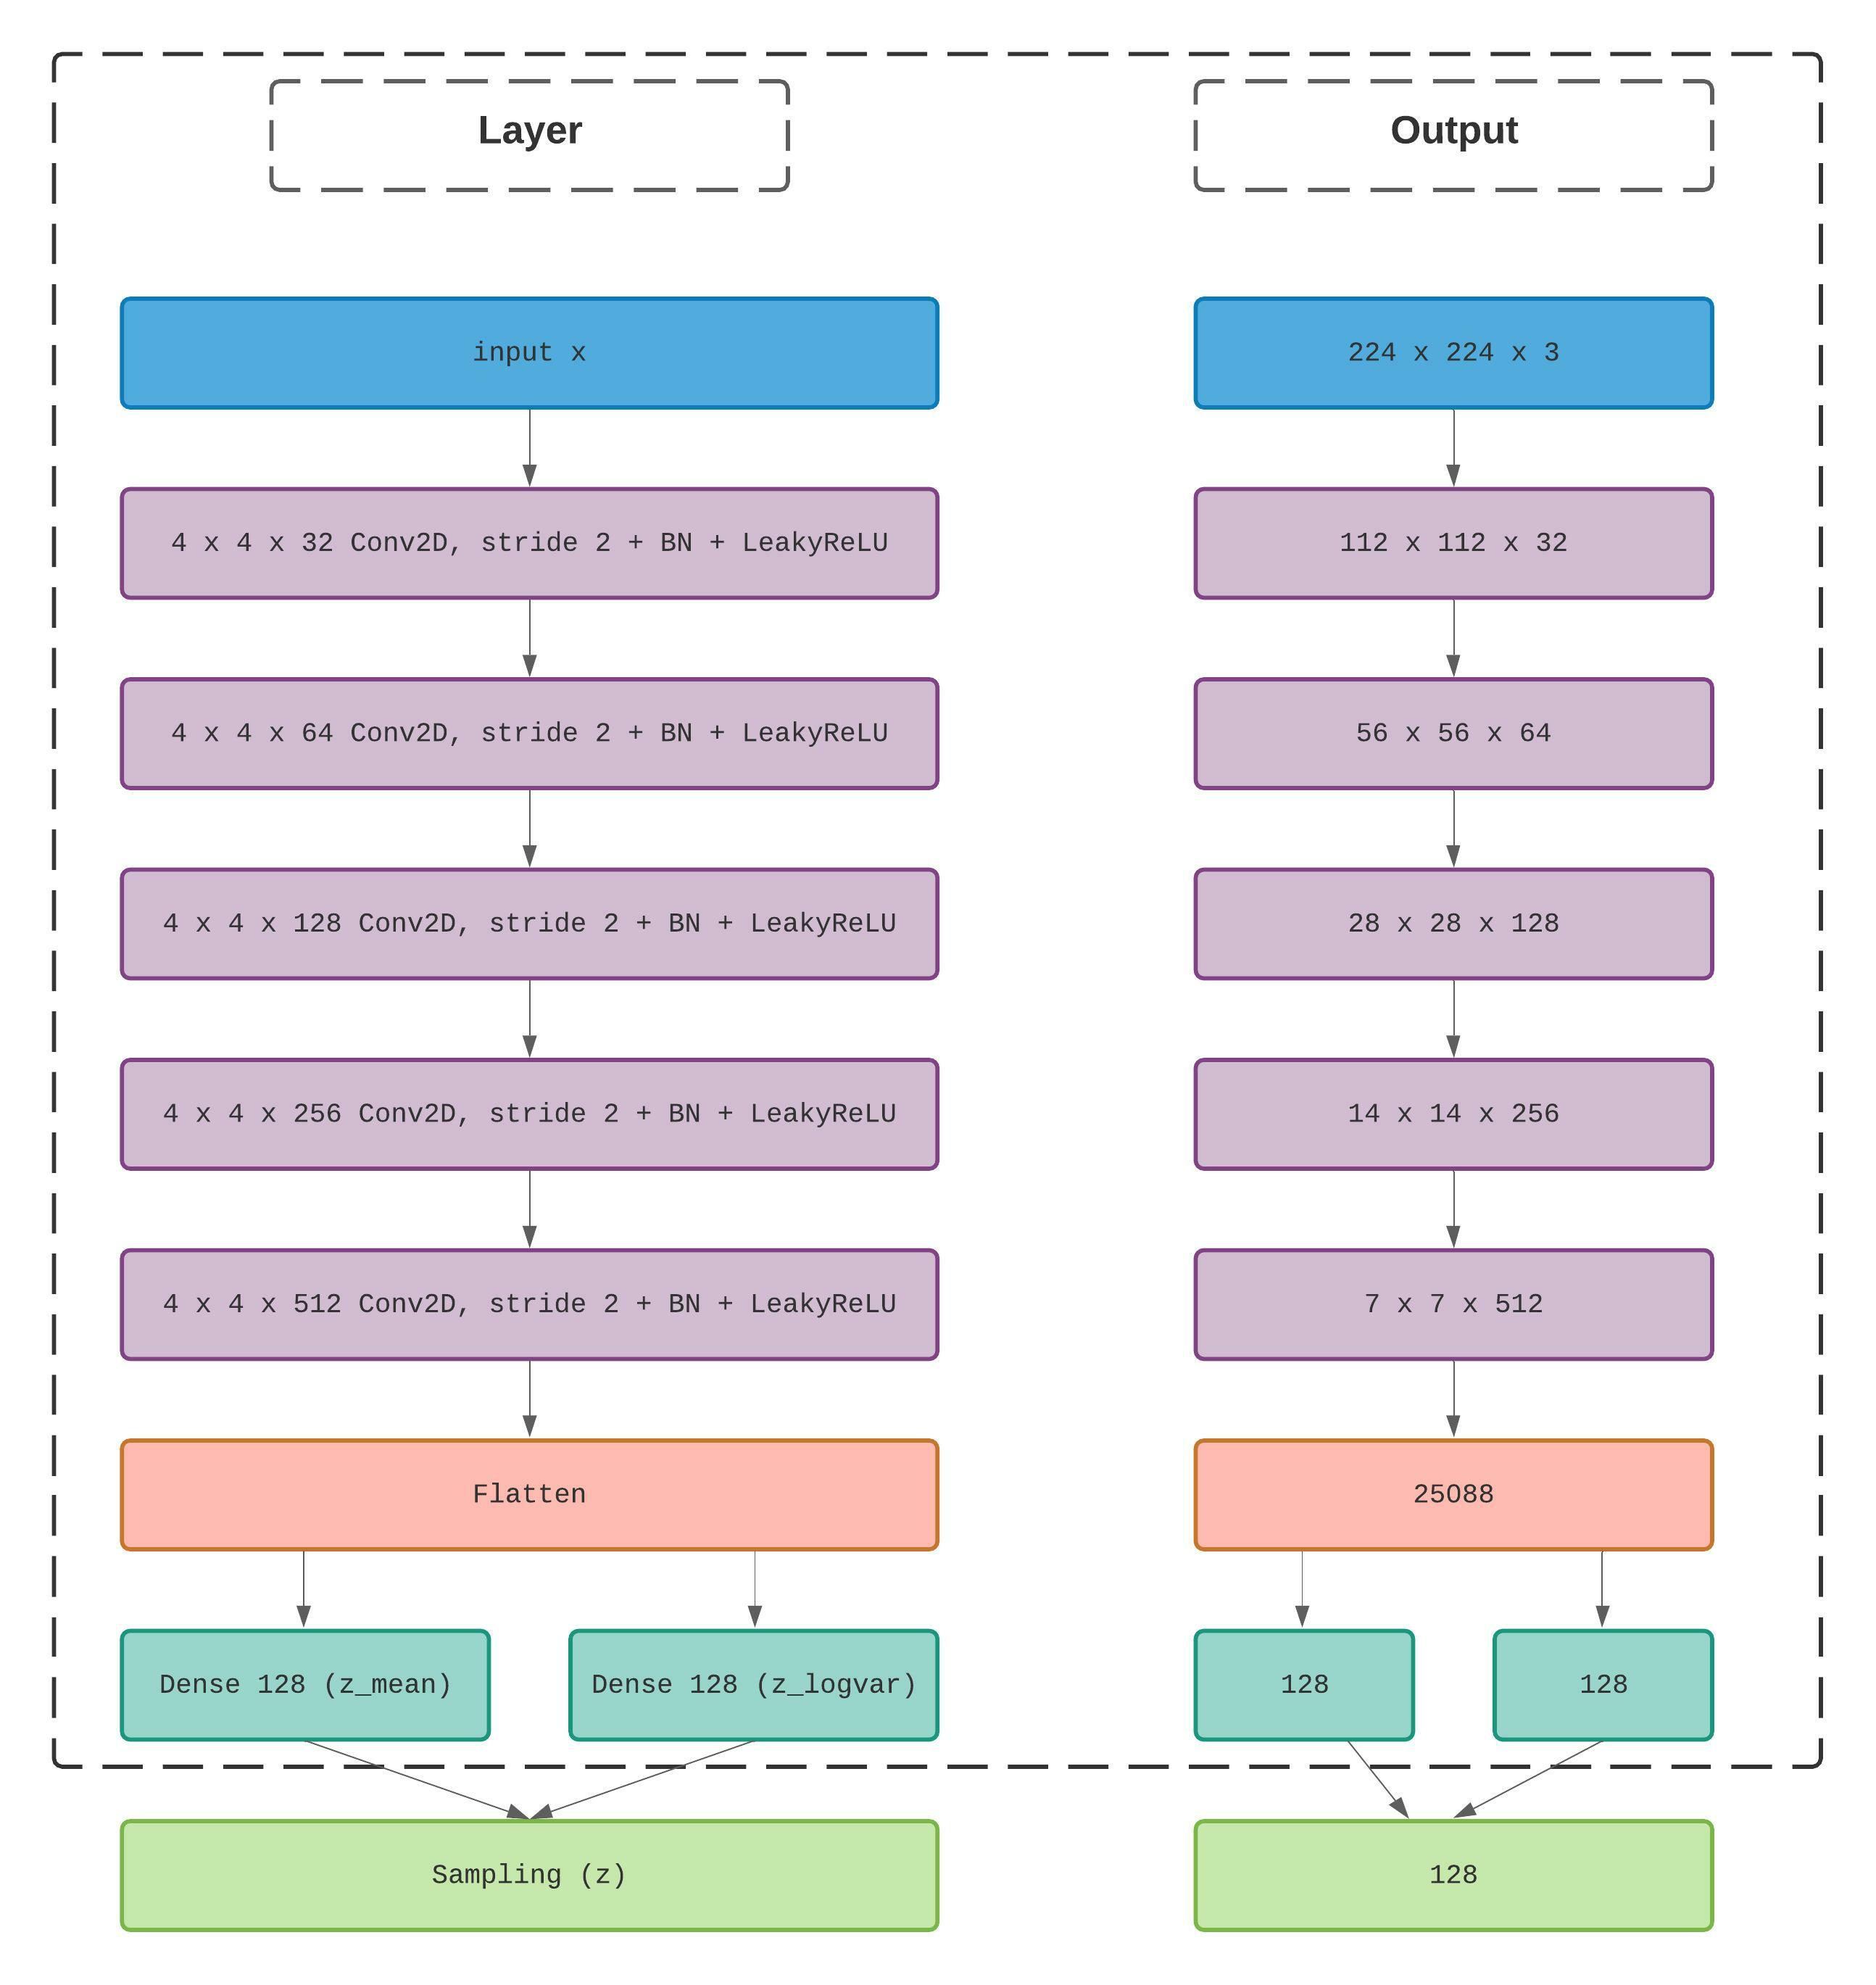 Layer
Output
input x
224 x 224 x 3
4 x 4 x 32 Conv2D, stride 2 + BN + LeakyReLU
112 x 112 x 32
4 x 4 x 64 Conv2D, stride 2 + BN + LeakyReLU
56 x 56 x 64
4 x 4 x 128 Conv2D, stride 2 + BN + LeakyReLU
28 x 28 x 128
4 x 4 x 256 Conv2D, stride 2 + BN + LeakyReLU
14 x 14 x 256
4 x 4 x 512 Conv2D, stride 2 + BN + LeakyReLU
7 x 7 x 512
Flatten
25088
Dense 128 (z_mean)
Dense 128 (z_logvar)
128
128
Sampling (z)
128